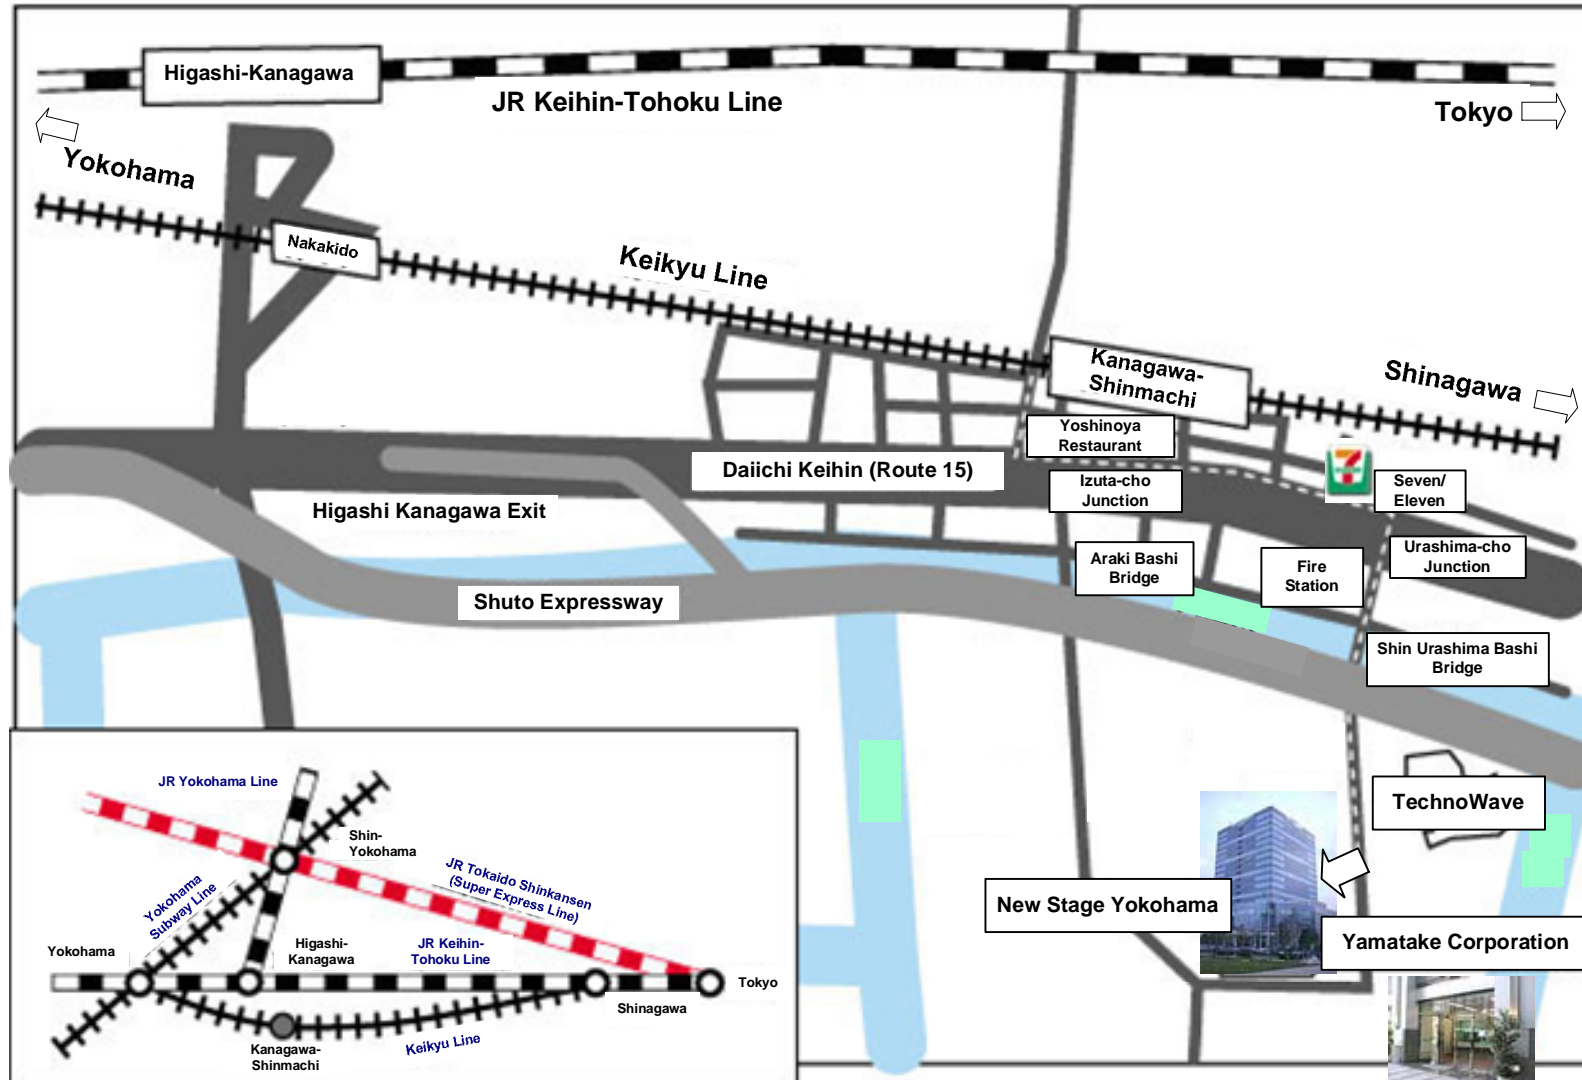 Higashi-Kanagawa
JR Keihin-Tohoku Line
Tokyo
Yokohama
Nakakido
Keikyu Line
Kanagawa-
Shinmachi
Shinagawa
Yoshinoya
Restaurant
Daiichi Keihin (Route 15)
Izuta-cho
Junction
7
Seven/
Eleven
Higashi Kanagawa Exit
Urashima-cho
Junction
Araki Bashi
Bridge
Fire
Station
Shuto Expressway
Shin Urashima Bashi
Bridge
TechnoWave
New Stage Yokohama
Yamatake Corporation
JR Yokohama Line
Shin-
Yokohama
JR Tokaido Shinkansen
(Super Express Line)
Yokohama
Subway Line
Yokohama
Higashi-
Kanagawa
JR Keihin-
Tohoku Line
Tokyo
Shinagawa
Keikyu Line
Kanagawa-
Shinmachi